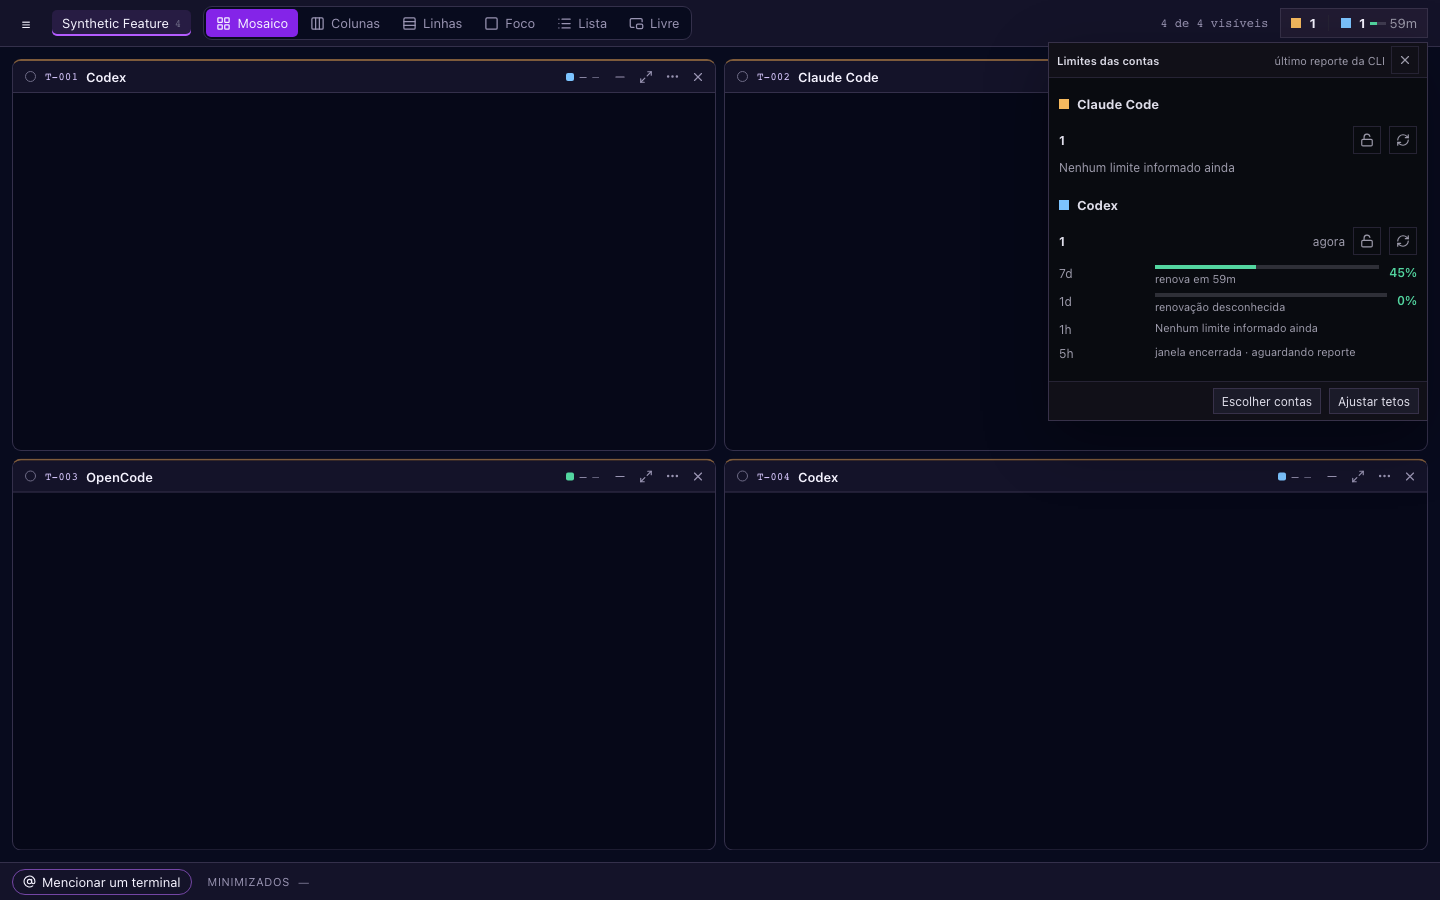 Synthetic Feature 4
Mosaico
Colunas
Linhas
Foco
Lista
Livre
4 de 4 visíveis
1
1
59m
T-001 Codex
T-002 Claude Code
Limites das contas
último reporte da CLI
Claude Code
1
Nenhum limite informado ainda
Codex
1
agora
7d
45%
renova em 59m
1d
0%
renovação desconhecida
1h
Nenhum limite informado ainda
5h
janela encerrada · aguardando reporte
Escolher contas
Ajustar tetos
T-003 OpenCode
T-004 Codex
Mencionar um terminal
MINIMIZADOS —